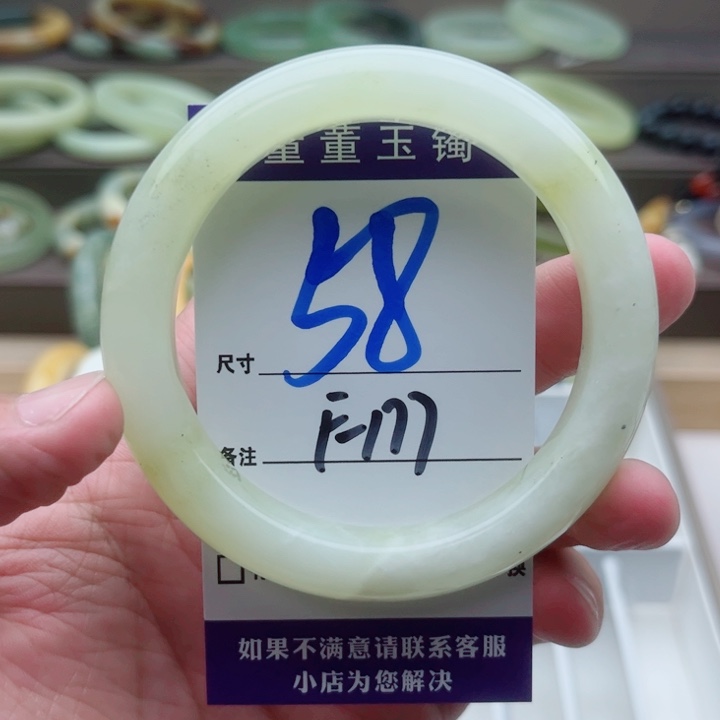 董董玉镯
58
尺寸
F-m
备注
换
如果不满意请联系客服
小店为您解决